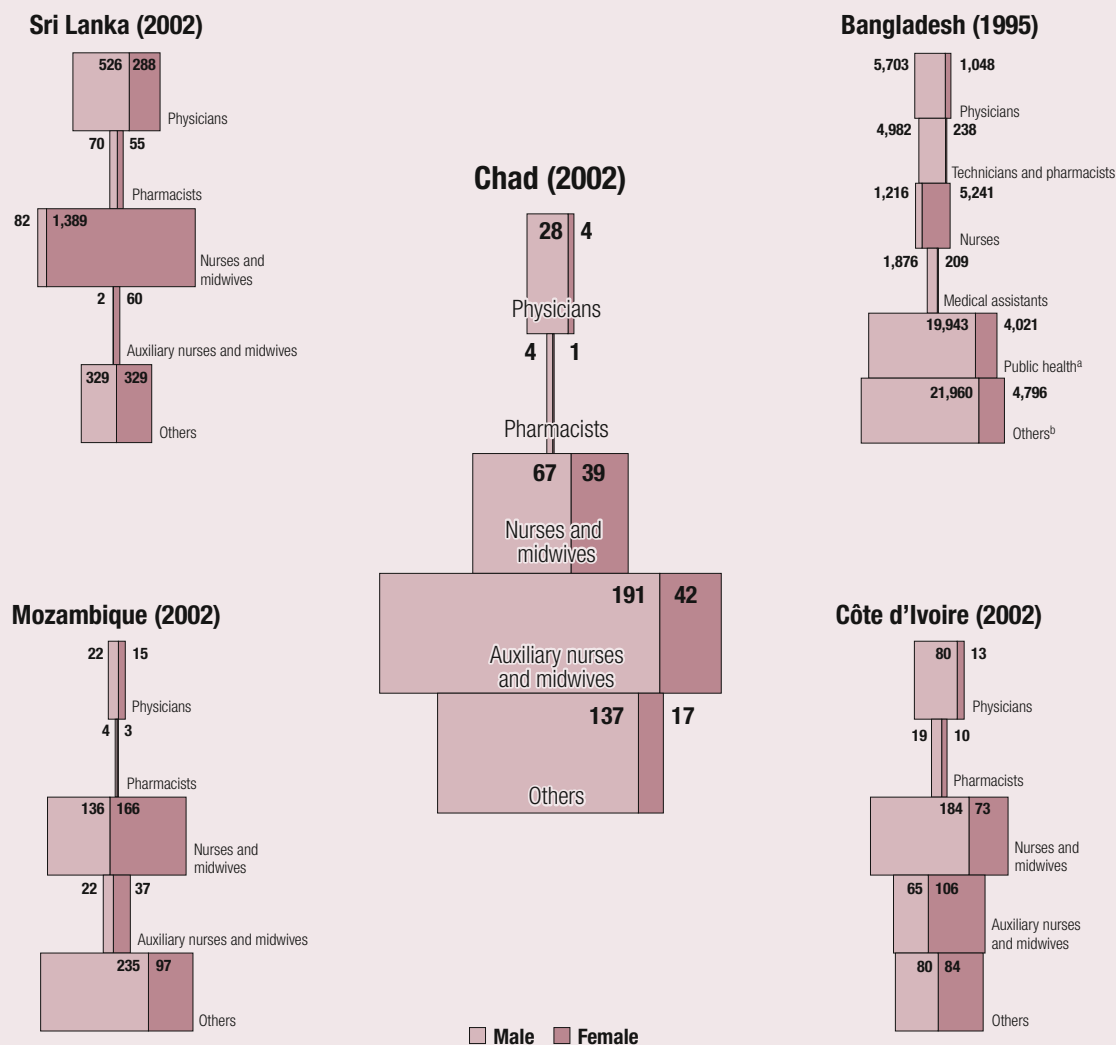 Sri Lanka (2002)
526 288
Physicians
70 55
Pharmacists
82 1,389
Nurses and
midwives
2 60
Auxiliary nurses and midwives
329 329
Others
Bangladesh (1995)
5,703 1,048
Physicians
4,982 238
Technicians and pharmacists
1,216 5,241
Nurses
1,876 209
Medical assistants
19,943 4,021
Public healthᵃ
21,960 4,796
Othersᵇ
Chad (2002)
28 4
Physicians
4 1
Pharmacists
67 39
Nurses and
midwives
191 42
Auxiliary nurses
and midwives
137 17
Others
Mozambique (2002)
22 15
Physicians
4 3
Pharmacists
136 166
Nurses and
midwives
22 37
Auxiliary nurses and midwives
235 97
Others
Côte d’Ivoire (2002)
80 13
Physicians
19 10
Pharmacists
184 73
Nurses and
midwives
65 106
Auxiliary nurses
and midwives
80 84
Others
Male Female